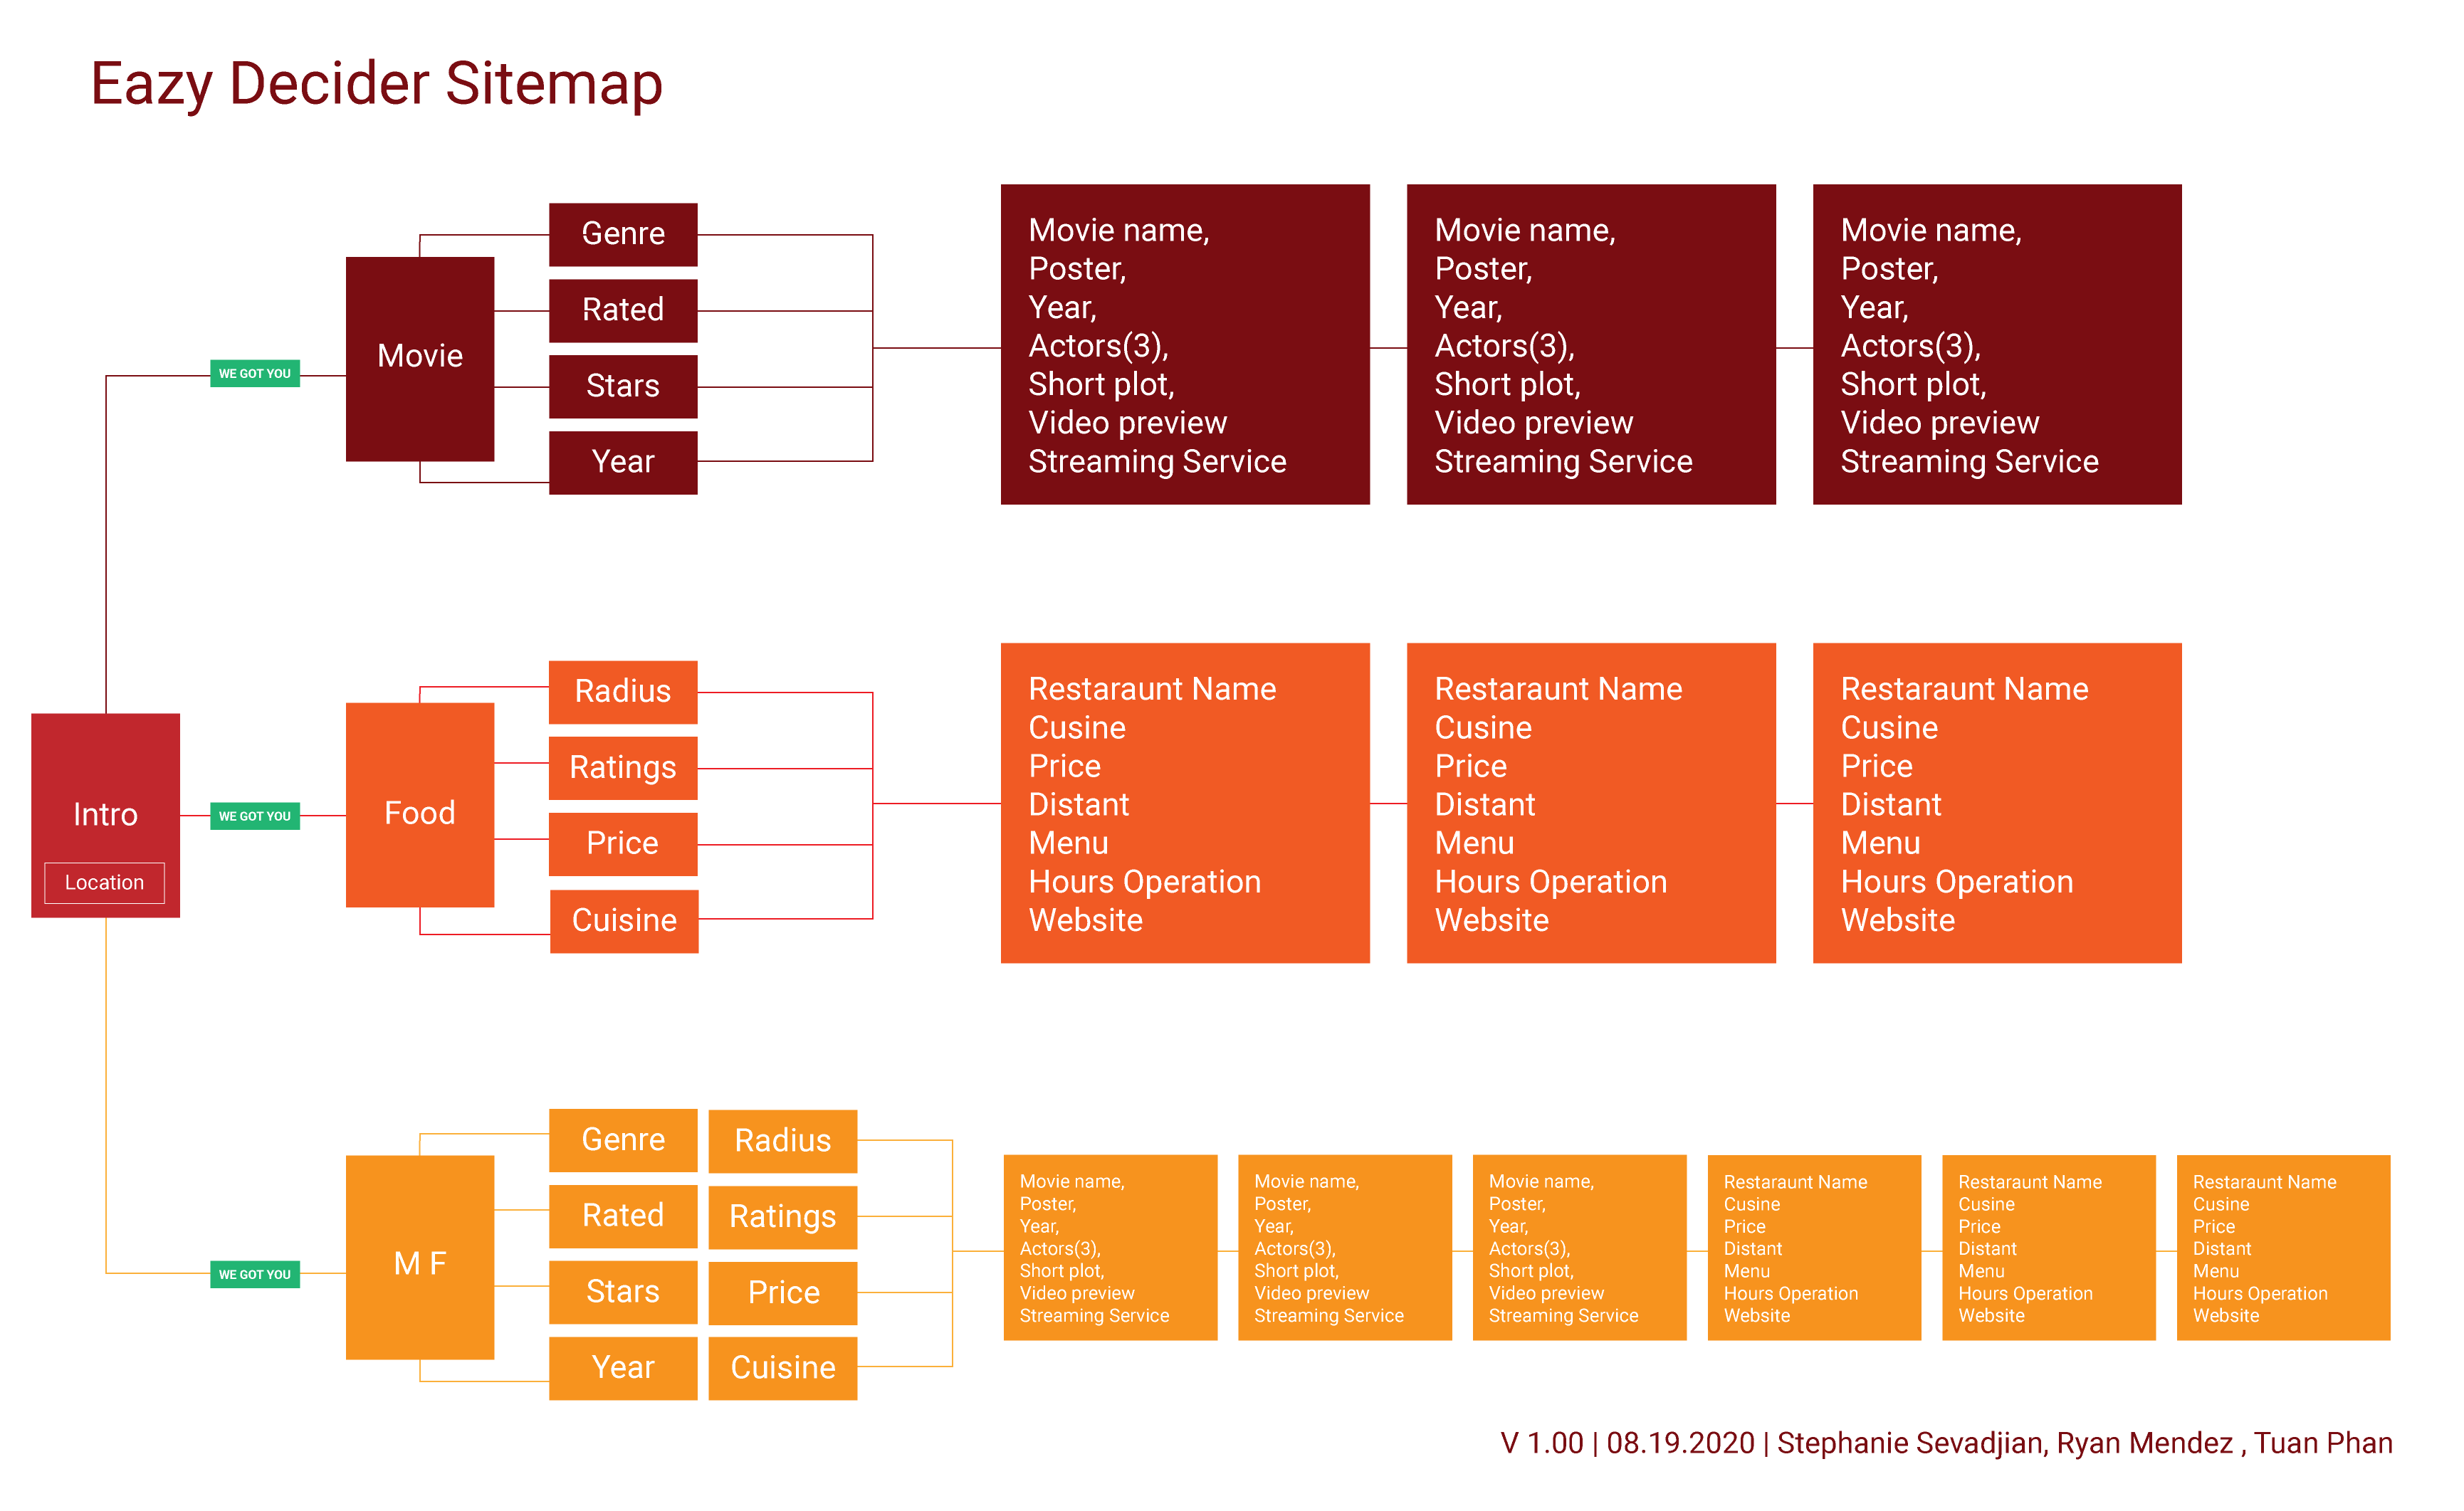 Eazy Decider Sitemap
WE GOT YOU
Movie
Genre
Rated
Stars
Year
Movie name,
Poster,
Year,
Actors(3),
Short plot,
Video preview
Streaming Service
Movie name,
Poster,
Year,
Actors(3),
Short plot,
Video preview
Streaming Service
Movie name,
Poster,
Year,
Actors(3),
Short plot,
Video preview
Streaming Service
Intro
Location
WE GOT YOU
Food
Radius
Ratings
Price
Cuisine
Restaraunt Name
Cusine
Price
Distant
Menu
Hours Operation
Website
Restaraunt Name
Cusine
Price
Distant
Menu
Hours Operation
Website
Restaraunt Name
Cusine
Price
Distant
Menu
Hours Operation
Website
WE GOT YOU
M F
Genre
Rated
Stars
Year
Radius
Ratings
Price
Cuisine
Movie name,
Poster,
Year,
Actors(3),
Short plot,
Video preview
Streaming Service
Movie name,
Poster,
Year,
Actors(3),
Short plot,
Video preview
Streaming Service
Movie name,
Poster,
Year,
Actors(3),
Short plot,
Video preview
Streaming Service
Restaraunt Name
Cusine
Price
Distant
Menu
Hours Operation
Website
Restaraunt Name
Cusine
Price
Distant
Menu
Hours Operation
Website
Restaraunt Name
Cusine
Price
Distant
Menu
Hours Operation
Website
V 1.00 | 08.19.2020 | Stephanie Sevadjian, Ryan Mendez , Tuan Phan